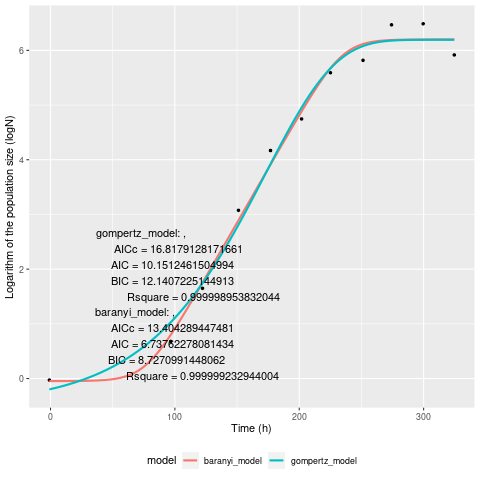 Logarithm of the population size (logN)
6
4
2
0
gompertz_model: ,
AICc = 16.8179128171661
AIC = 10.1512461504994
BIC = 12.1407225144913
Rsquare = 0.999998953832044
baranyi_model: ,
AICc = 13.404289447481
AIC = 6.73762278081434
BIC = 8.7270991448062
Rsquare = 0.999999232944004
0 100 200 300
Time (h)
model baranyi_model gompertz_model